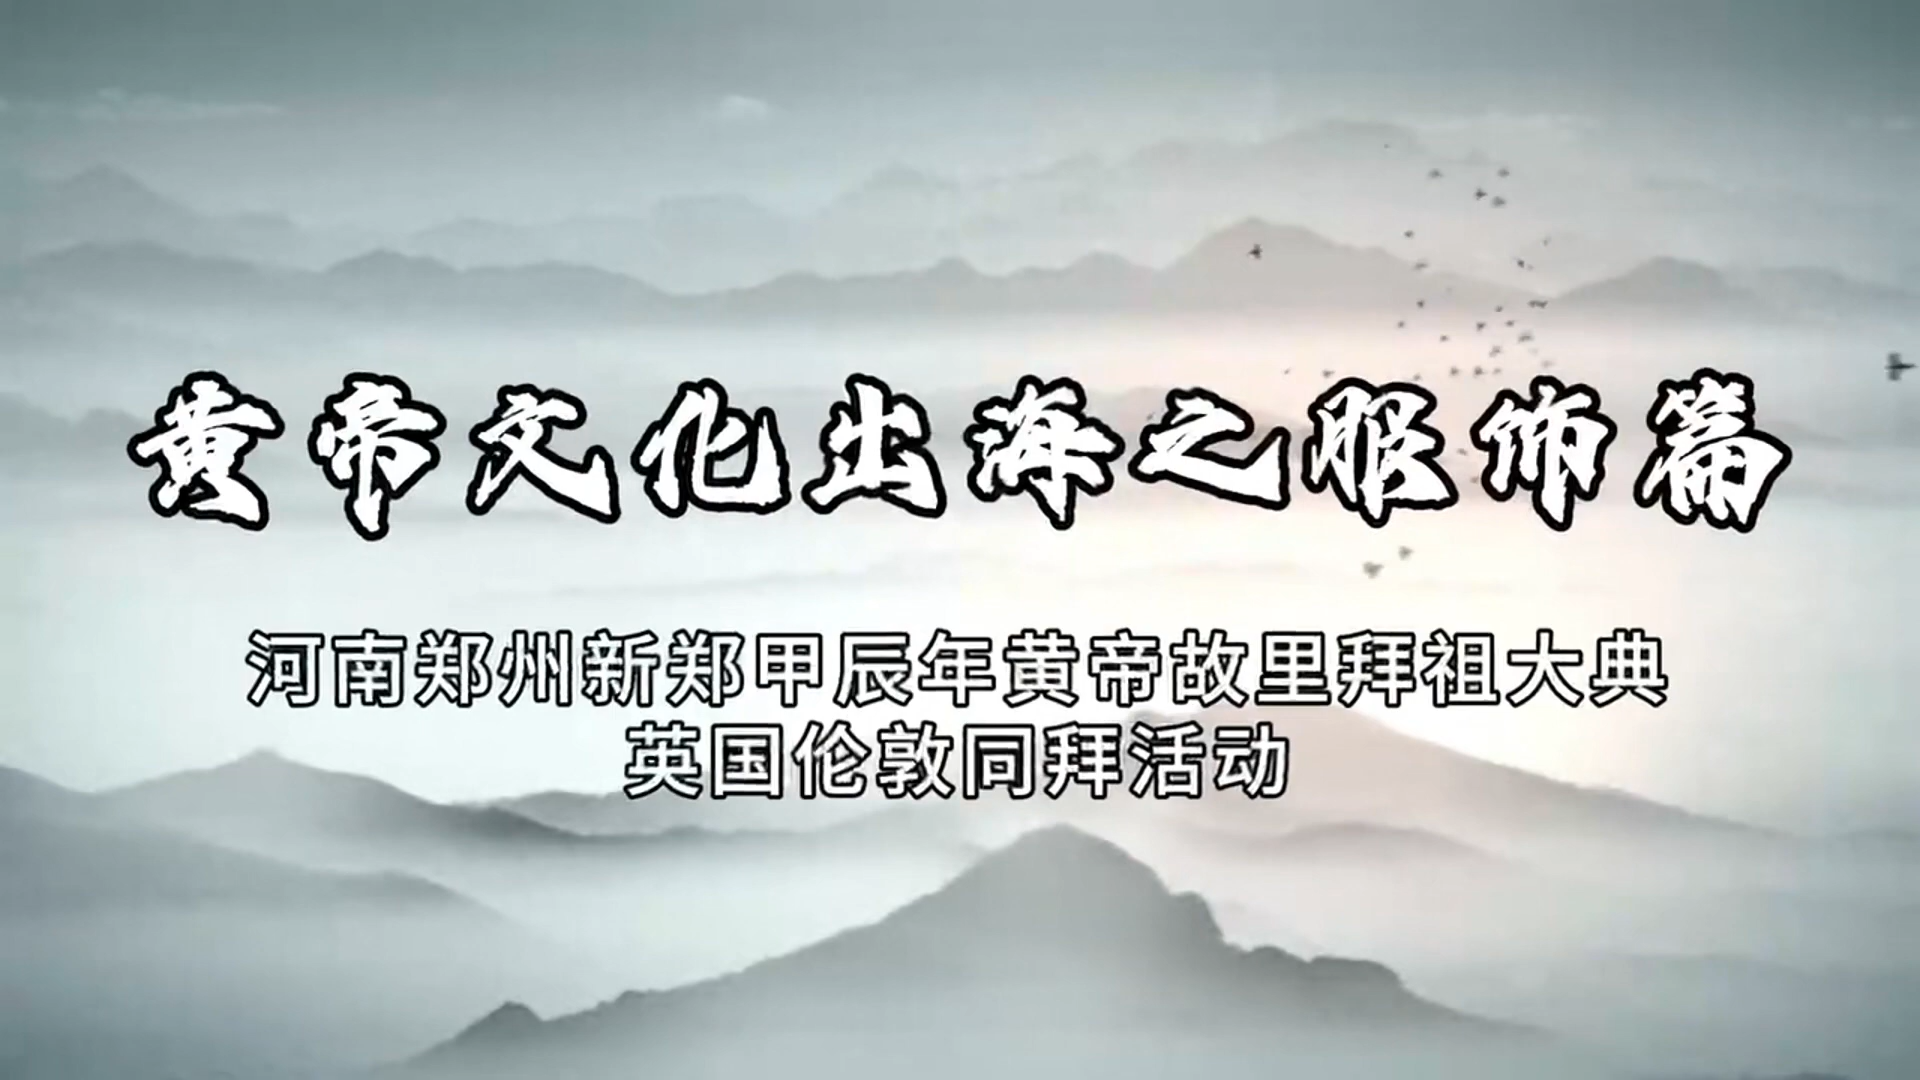 黄帝文化出海之服饰篇
河南郑州新郑甲辰年黄帝故里拜祖大典
英国伦敦同拜活动